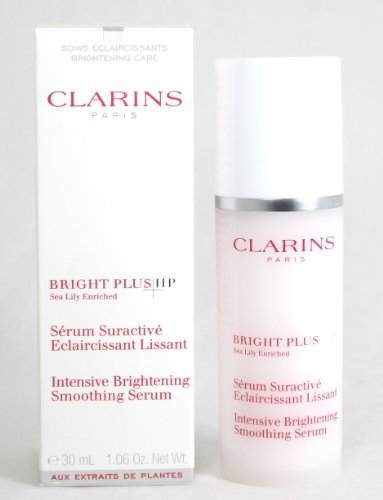 SOINS ÉCLAIRCISSANTS
BRIGHTENING CARE
CLARINS
PARIS
BRIGHT PLUS HP
Sea Lily Enriched
Sérum Suractivé
Eclaircissant Lissant
Intensive Brightening
Smoothing Serum
e 30 mL 1.06 Oz. Net Wt.
AUX EXTRAITS DE PLANTES
CLARINS
PARIS
BRIGHT PLUS
Sea Lily Enriched
Sérum Suractivé
Eclaircissant Lissant
Intensive Brightening
Smoothing Serum